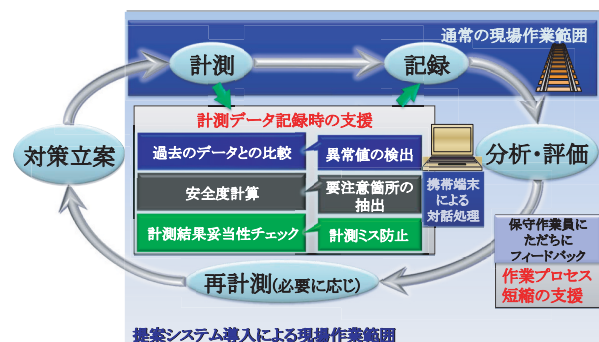 通常の現場作業範囲
計測
記録
計測データ記録時の支援
過去のデータとの比較
異常値の検出
安全度計算
要注意箇所の
抽出
計測結果妥当性チェック
計測ミス防止
携帯端末
による
対話処理
対策立案
分析・評価
保守作業員に
ただちに
フィードバック
作業プロセス
短縮の支援
再計測(必要に応じ)
提案システム導入による現場作業範囲